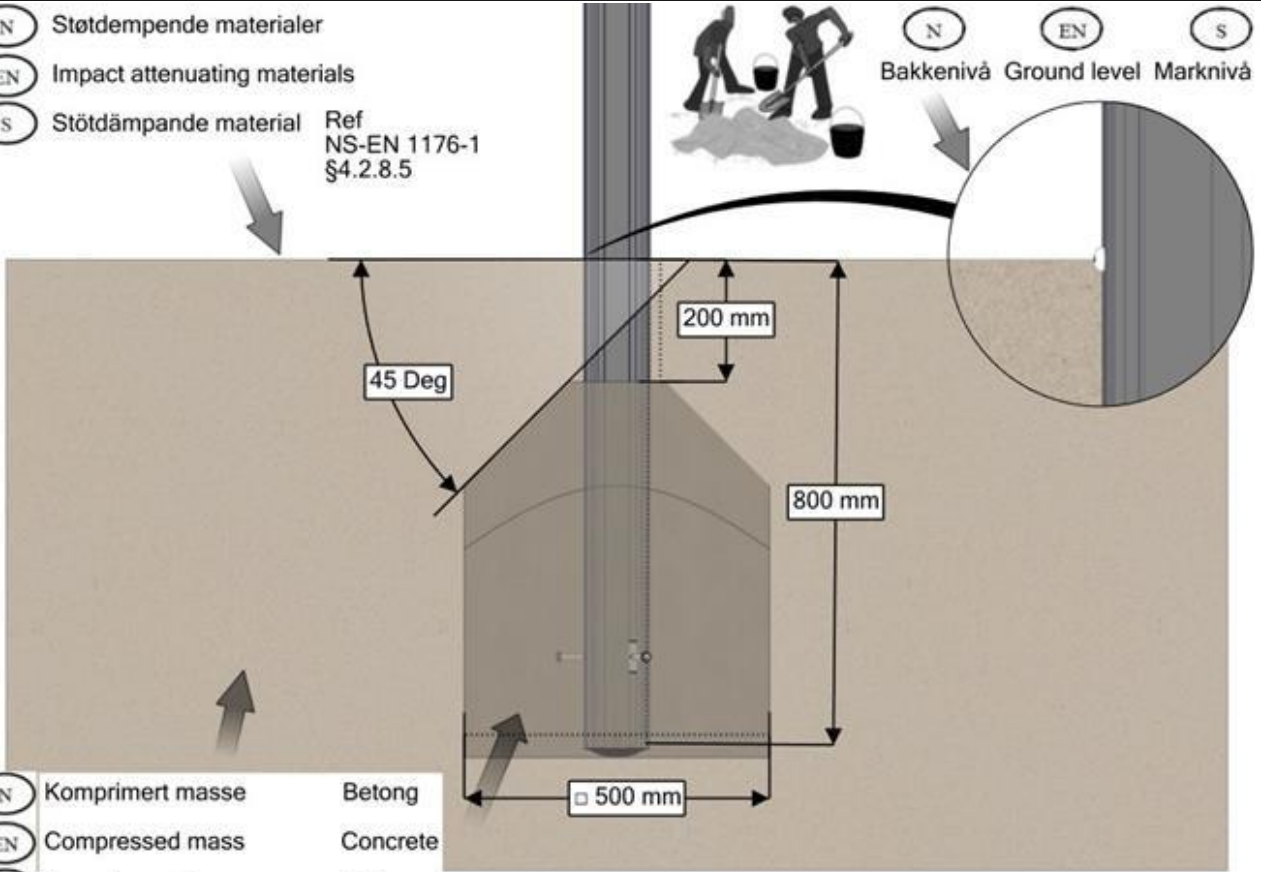 N Støtdempende materialer
EN Impact attenuating materials
S Stötdämpande material
Ref
NS-EN 1176-1
§4.2.8.5
N EN S
Bakkenivå Ground level Marknivå
200 mm
45 Deg
800 mm
□ 500 mm
N Komprimert masse Betong
EN Compressed mass Concrete